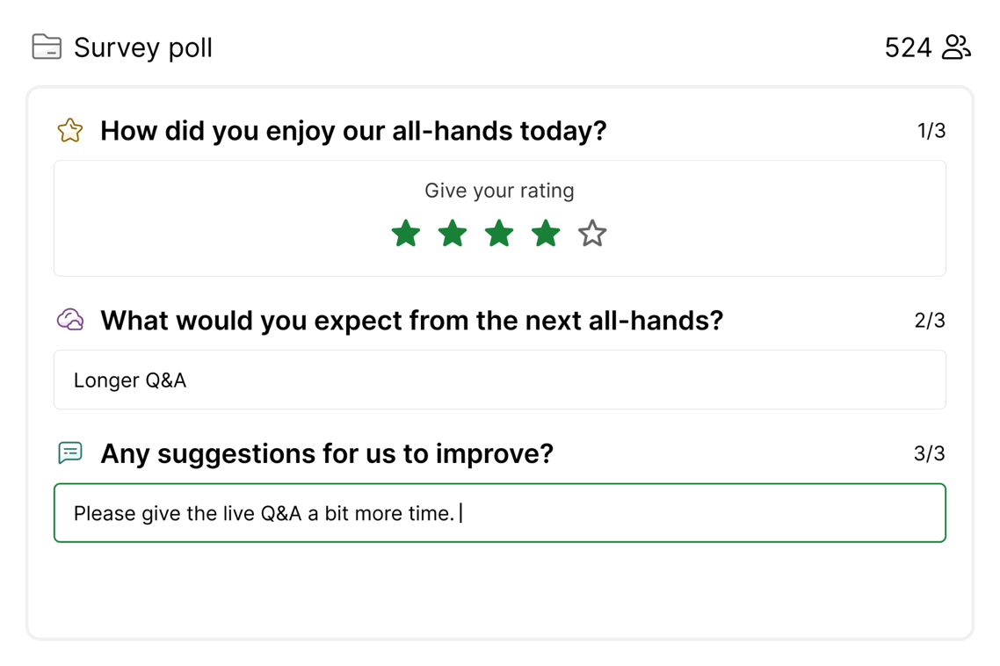 Survey poll
524
How did you enjoy our all-hands today?
1/3
Give your rating
What would you expect from the next all-hands?
2/3
Longer Q&A
Any suggestions for us to improve?
3/3
Please give the live Q&A a bit more time.